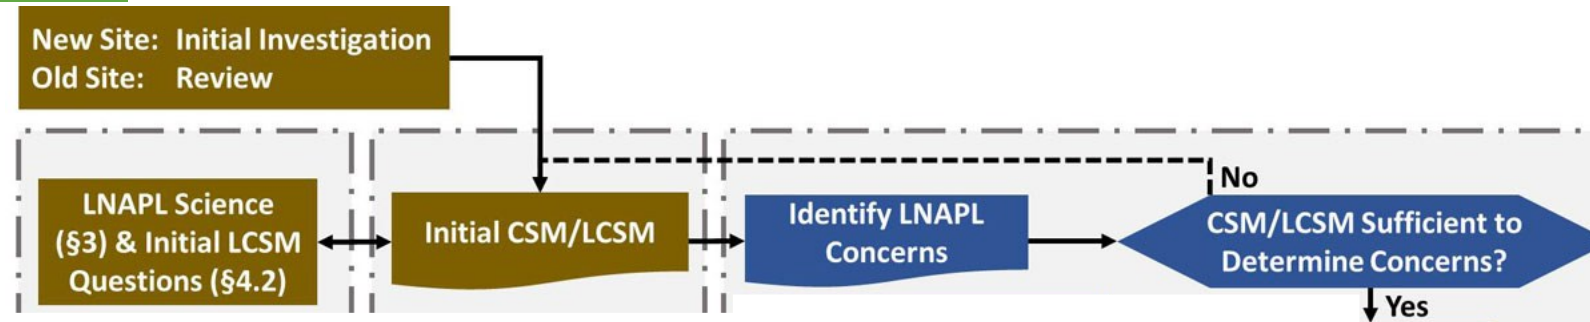 New Site: Initial Investigation
Old Site: Review
LNAPL Science
(§3) & Initial LCSM
Questions (§4.2)
Initial CSM/LCSM
Identify LNAPL
Concerns
No
CSM/LCSM Sufficient to
Determine Concerns?
Yes